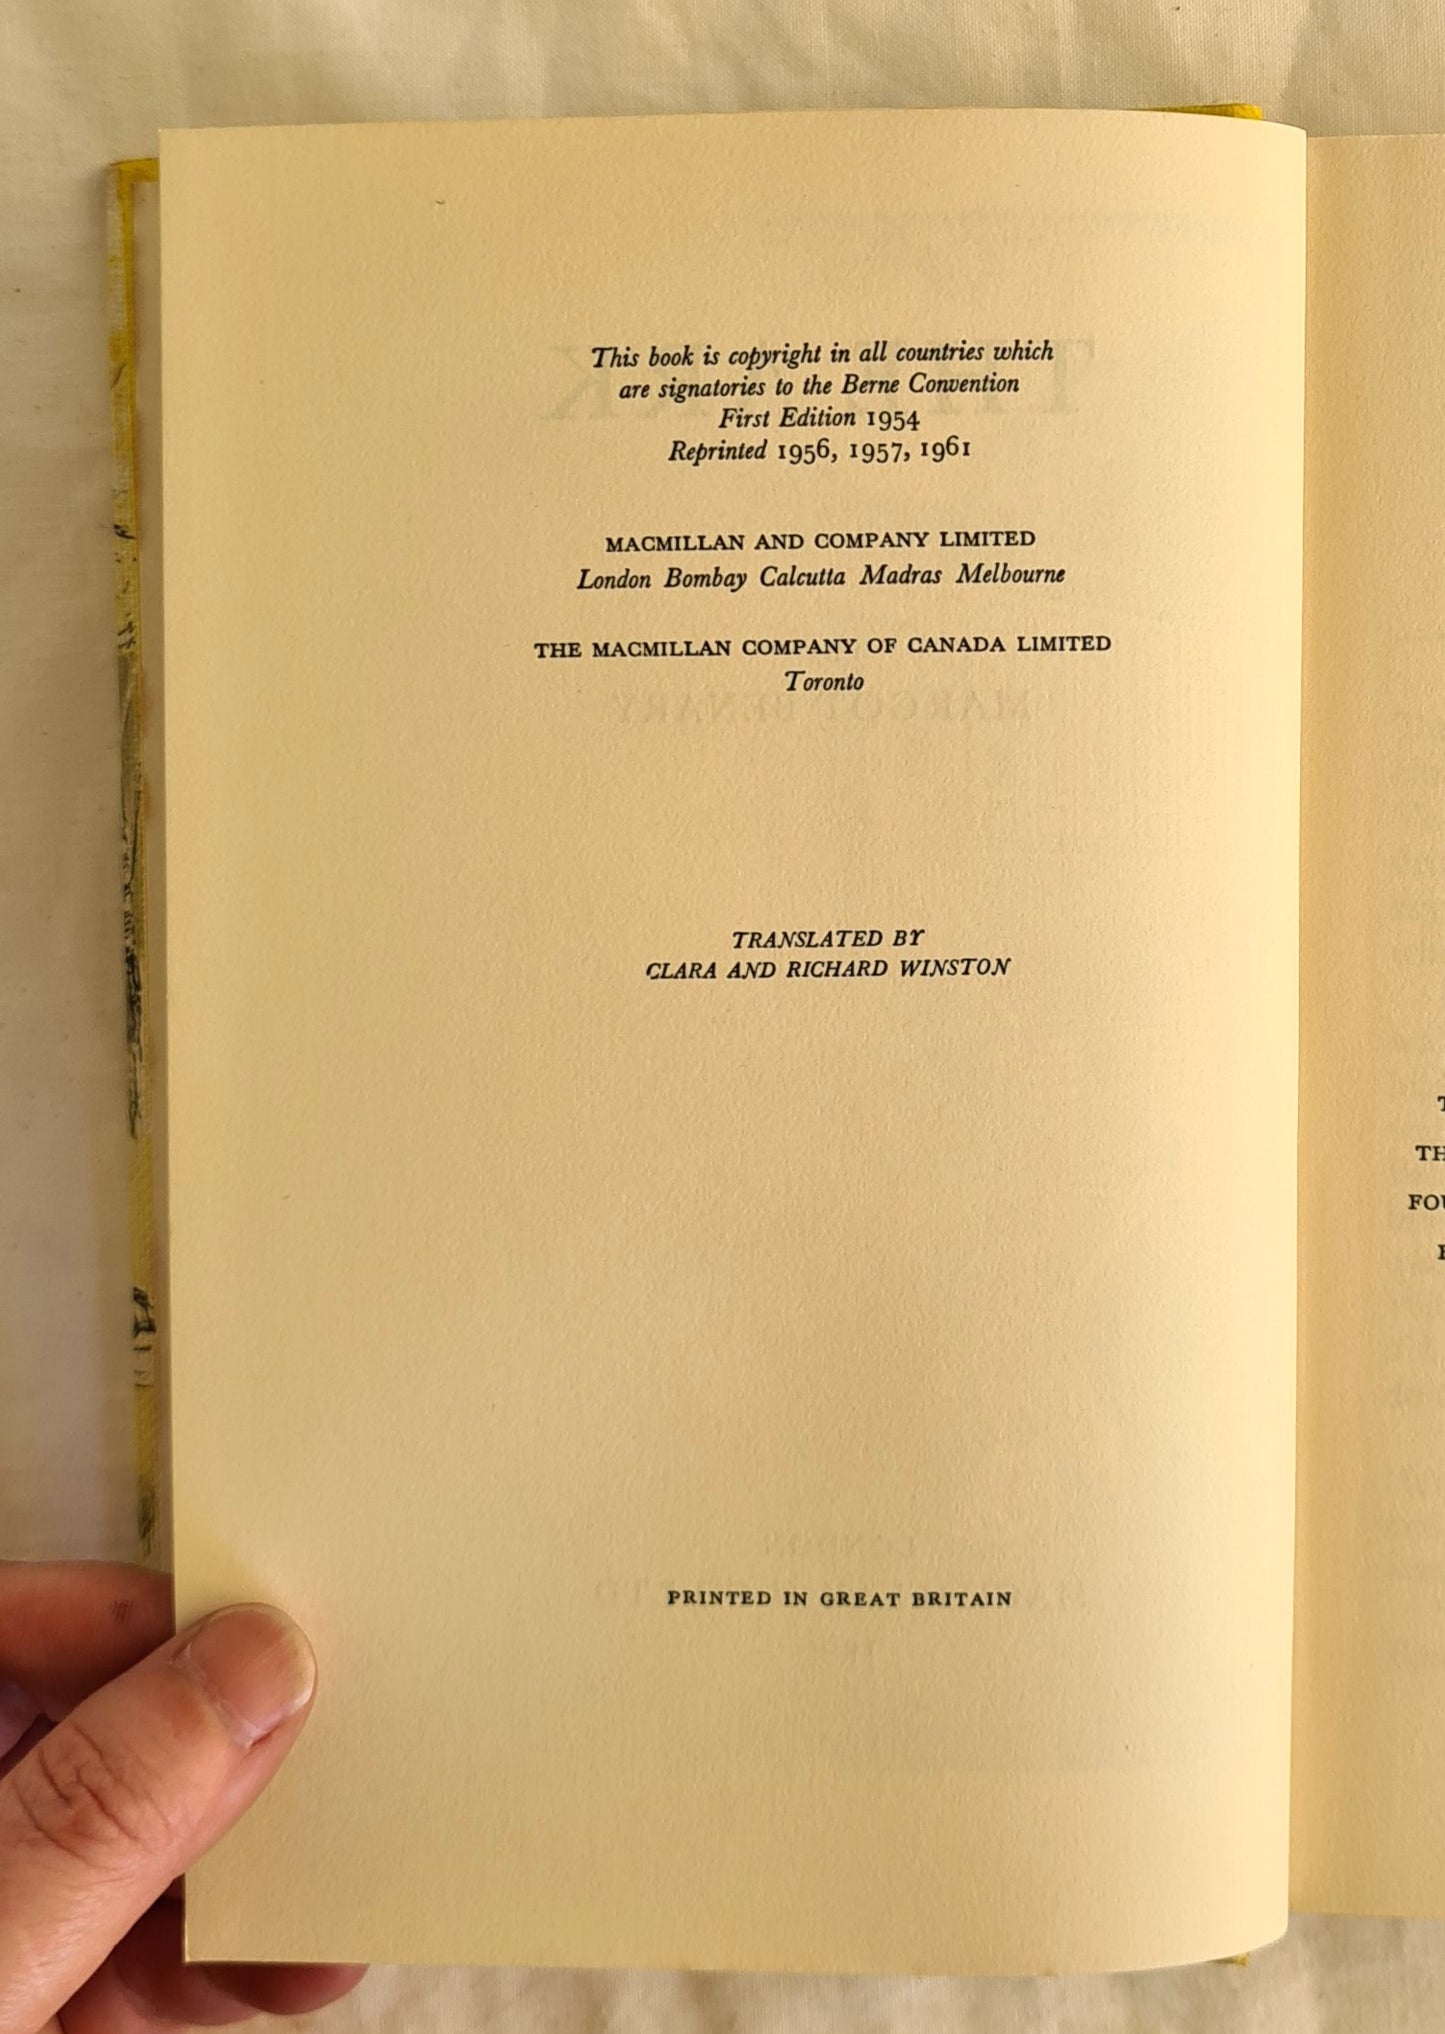 This book is copyright in all countries which
are signatories to the Berne Convention
First Edition 1954
Reprinted 1956, 1957, 1961
MACMILLAN AND COMPANY LIMITED
London Bombay Calcutta Madras Melbourne
THE MACMILLAN COMPANY OF CANADA LIMITED
Toronto
TRANSLATED BY
CLARA AND RICHARD WINSTON
PRINTED IN GREAT BRITAIN